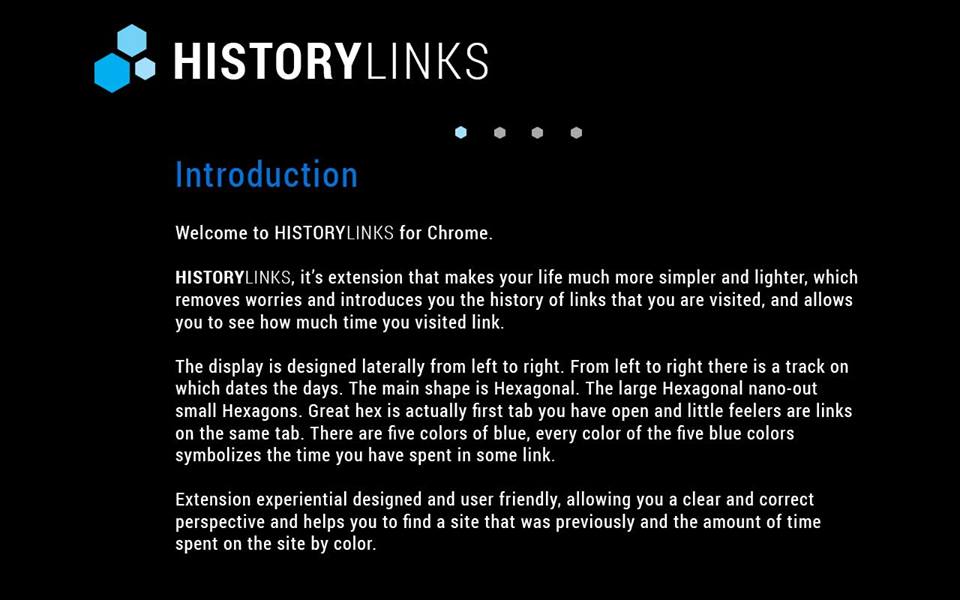 HISTORYLINKS
Introduction
Welcome to HISTORYLINKS for Chrome.
HISTORYLINKS, it's extension that makes your life much more simpler and lighter, which
removes worries and introduces you the history of links that you are visited, and allows
you to see how much time you visited link.
The display is designed laterally from left to right. From left to right there is a track on
which dates the days. The main shape is Hexagonal. The large Hexagonal nano-out
small Hexagons. Great hex is actually first tab you have open and little feelers are links
on the same tab. There are five colors of blue, every color of the five blue colors
symbolizes the time you have spent in some link.
Extension experiential designed and user friendly, allowing you a clear and correct
perspective and helps you to find a site that was previously and the amount of time
spent on the site by color.